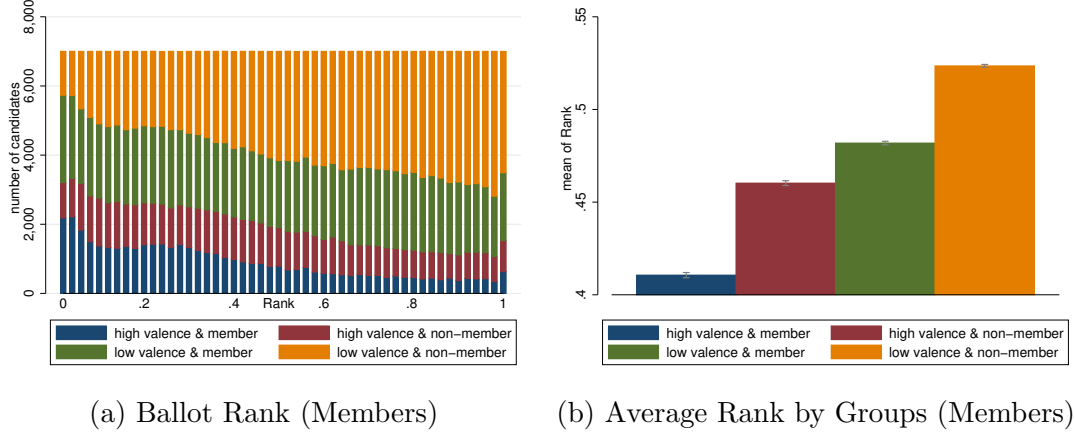 8,000
6,000
4,000
2,000
0
number of candidates
0 .2 .4 Rank .6 .8 1
high valence & member high valence & non−member
low valence & member low valence & non−member
(a) Ballot Rank (Members)
.55
.5
.45
.4
mean of Rank
high valence & member high valence & non−member
low valence & member low valence & non−member
(b) Average Rank by Groups (Members)